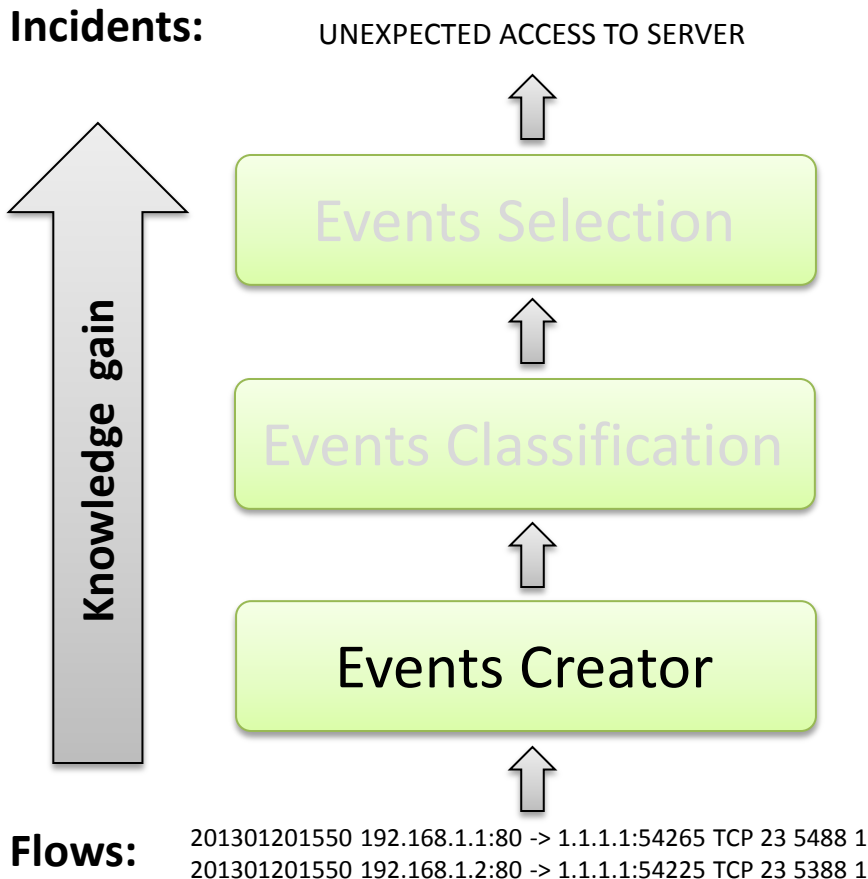 Incidents:
UNEXPECTED ACCESS TO SERVER
Events Selection
Events Classification
Knowledge gain
Events Creator
Flows:
201301201550 192.168.1.1:80 -> 1.1.1.1:54265 TCP 23 5488 1
201301201550 192.168.1.2:80 -> 1.1.1.1:54225 TCP 23 5388 1